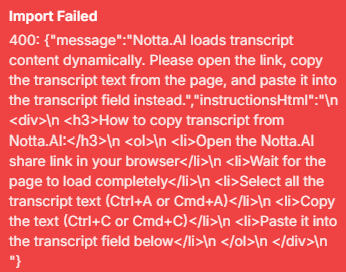 Import Failed
400: {"message":"Notta.AI loads transcript
content dynamically. Please open the link, copy
the transcript text from the page, and paste it into
the transcript field instead.","instructionsHtml":"\n
<div>\n <h3>How to copy transcript from
Notta.AI:</h3>\n <ol>\n <li>Open the Notta.AI
share link in your browser</li>\n <li>Wait for the
page to load completely</li>\n <li>Select all the
transcript text (Ctrl+A or Cmd+A)</li>\n <li>Copy
the text (Ctrl+C or Cmd+C)</li>\n <li>Paste it into
the transcript field below</li>\n </ol>\n </div>\n
"}